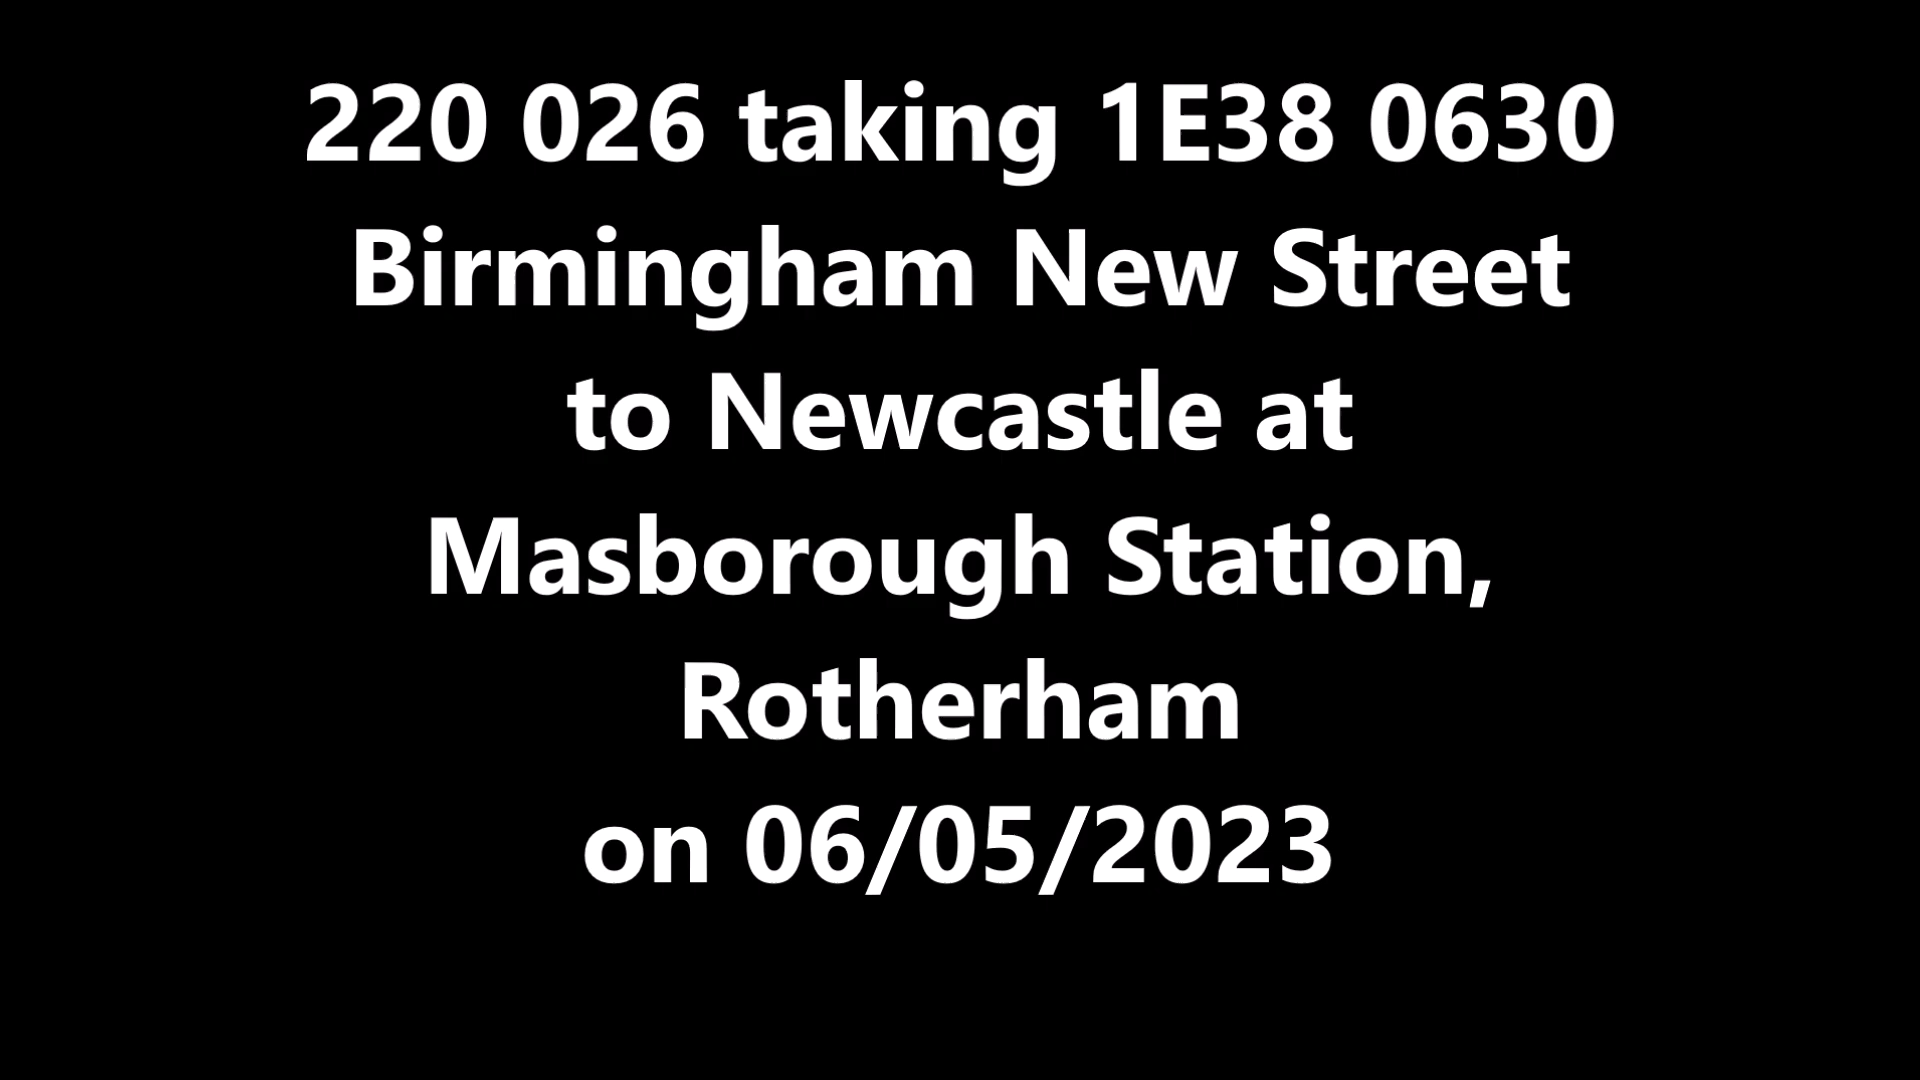 220 026 taking 1E38 0630
Birmingham New Street
to Newcastle at
Masborough Station,
Rotherham
on 06/05/2023